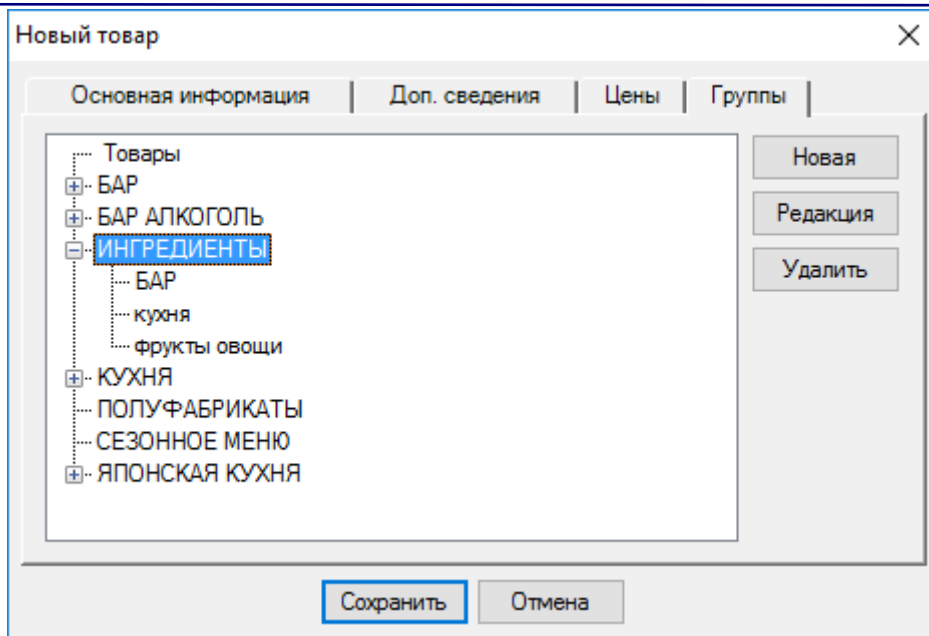 Новый товар
Основная информация Доп. сведения Цены Группы
Товары
БАР
БАР АЛКОГОЛЬ
ИНГРЕДИЕНТЫ
БАР
кухня
фрукты овощи
КУХНЯ
ПОЛУФАБРИКАТЫ
СЕЗОННОЕ МЕНЮ
ЯПОНСКАЯ КУХНЯ
Новая
Редакция
Удалить
Сохранить Отмена